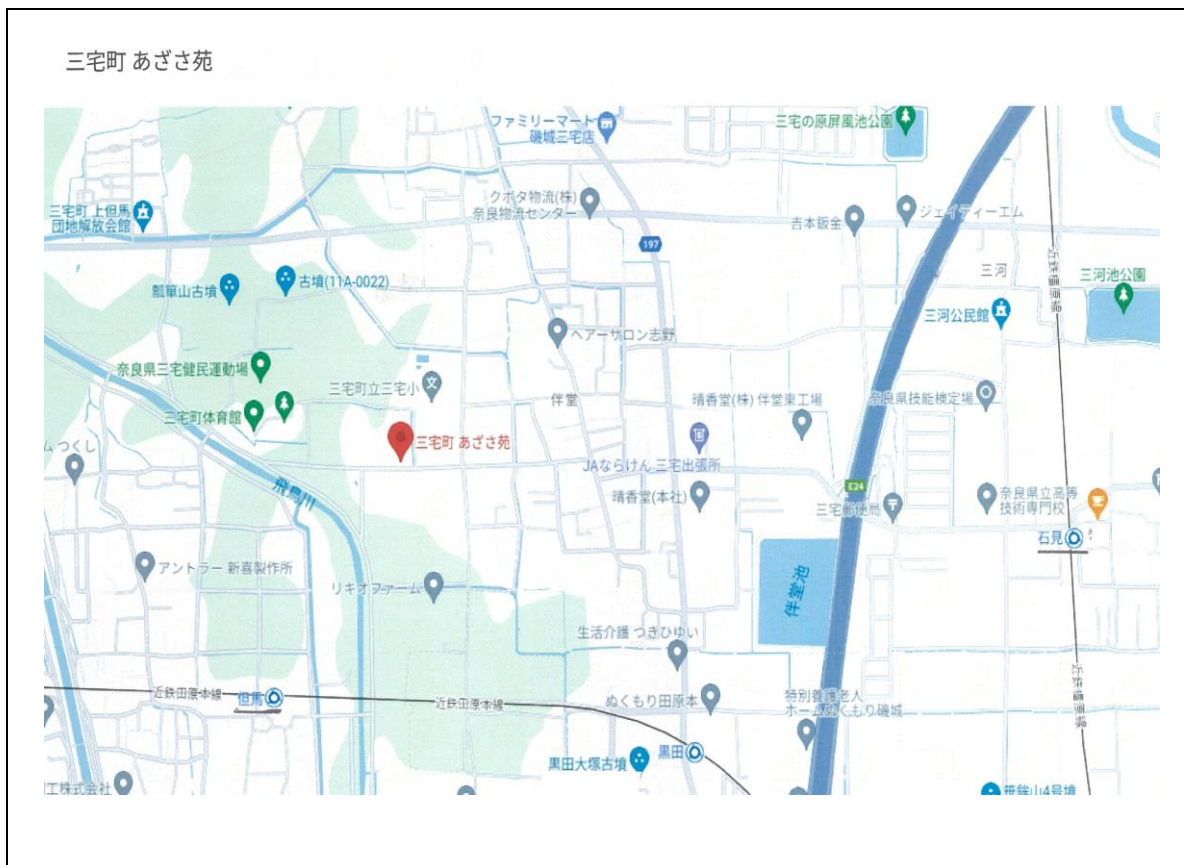 三宅町 あざさ苑
ファミリーマート
磯城三宅店
三宅の原屏風池公園
クボタ物流(株)
奈良物流センター
三宅町 上但馬
団地解放会館
吉本鈑金
ジェイティーエム
197
近鉄橿原線
三河
三河池公園
瓢箪山古墳
古墳(11A-0022)
三河公民館
ヘアーサロン志野
奈良県三宅健民運動場
三宅町立三宅小
文
伴堂
晴香堂(株) 伴堂東工場
奈良県技能検定場
三宅町体育館
三宅町 あざさ苑
ム つくし
JAならけん 三宅出張所
飛鳥川
晴香堂(本社)
E24
三宅郵便局
奈良県立高等
技術専門校
石見
アントラー 新喜製作所
リキオファーム
伴堂池
生活介護 つきひゆい
近鉄田原本線
但馬
近鉄田原本線
ぬくもり田原本
特別養護老人
ホームぬくもり磯城
近鉄橿原線
黒田
黒田大塚古墳
工株式会社
笹鉾山4号墳